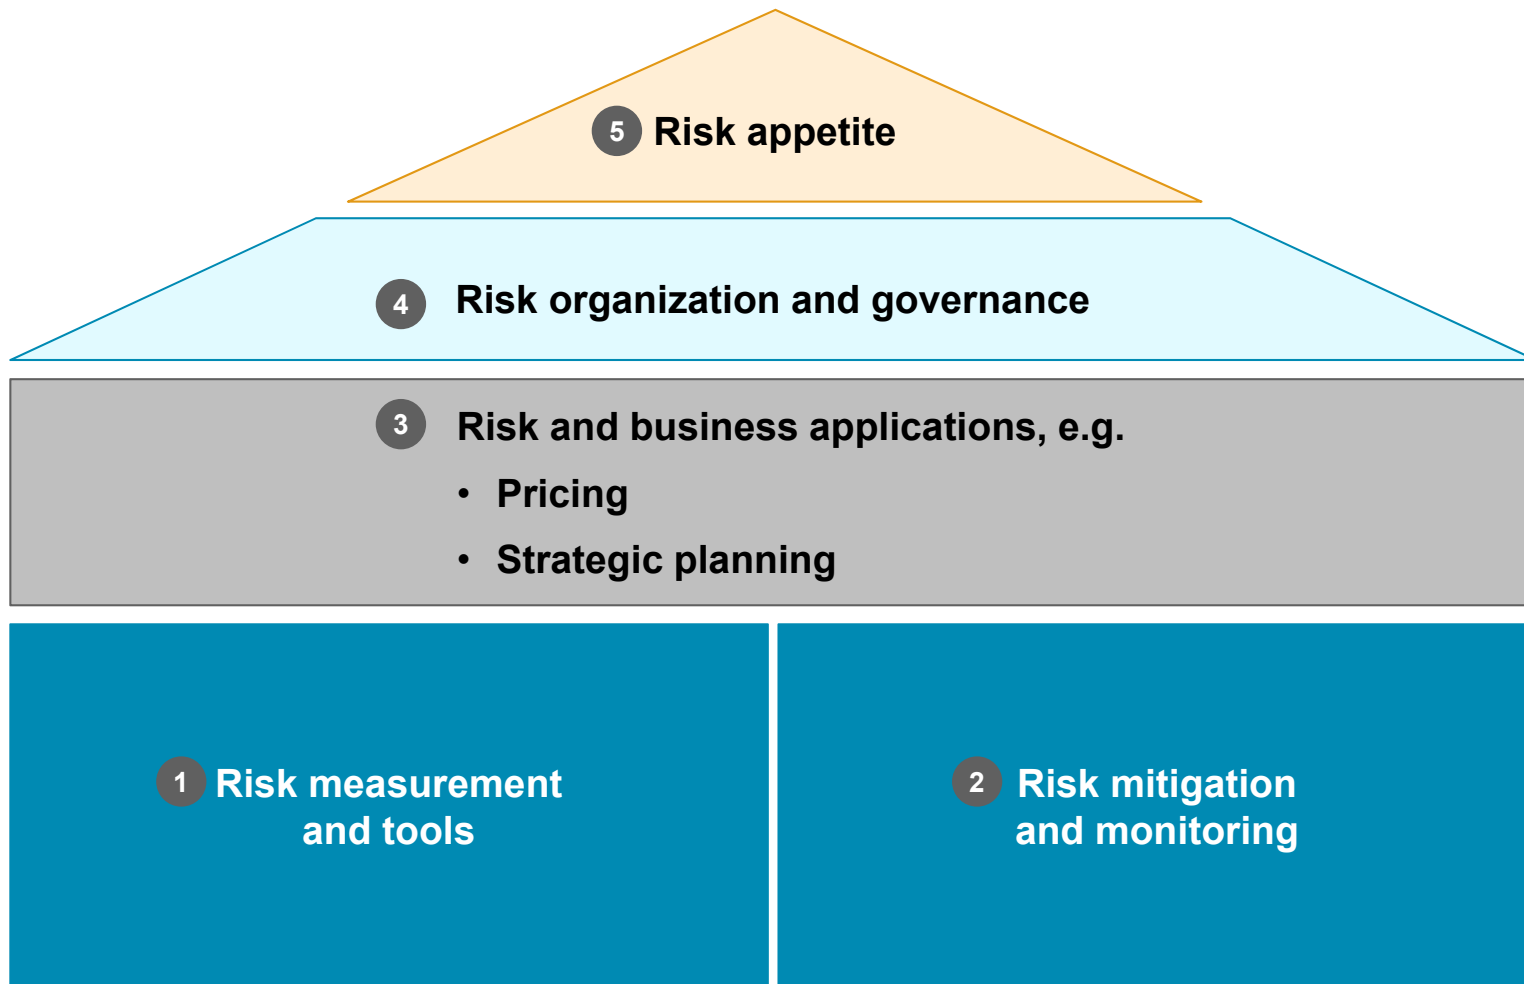 5 Risk appetite
4 Risk organization and governance
3 Risk and business applications, e.g.
• Pricing
• Strategic planning
1 Risk measurement
and tools
2 Risk mitigation
and monitoring